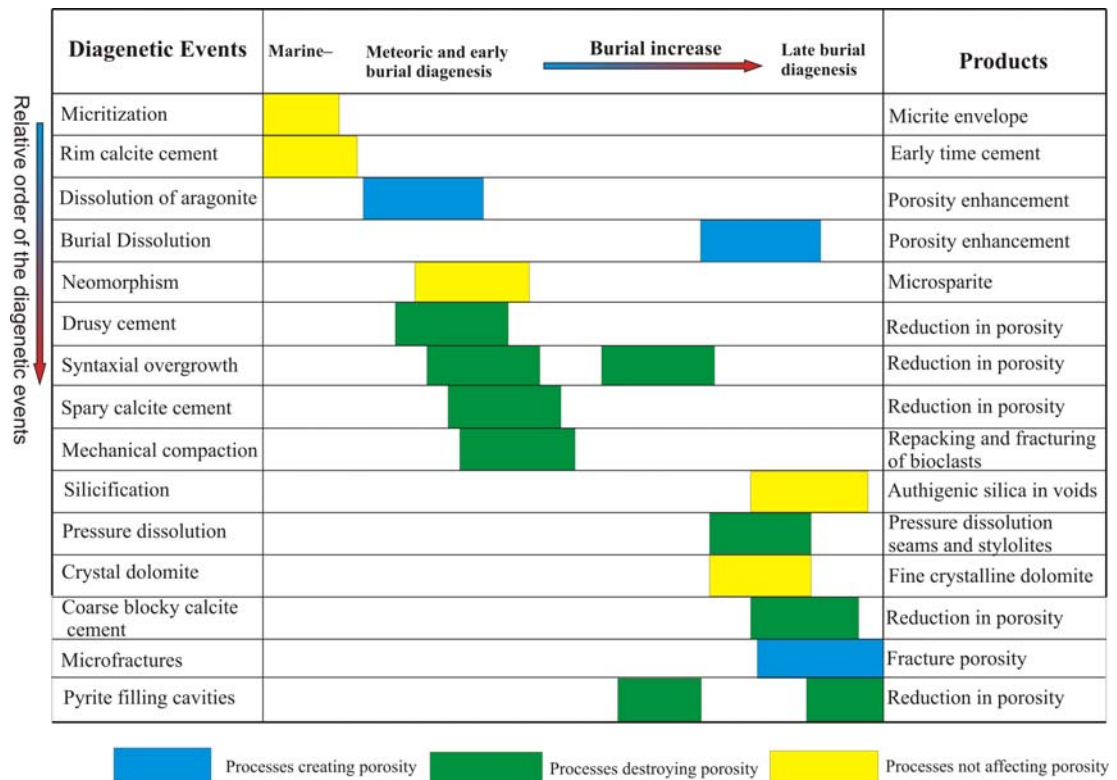 Diagenetic Events
Marine–
Meteoric and early
burial diagenesis
Burial increase
Late burial
diagenesis
Products
Relative order of the diagenetic events
Micritization
Micrite envelope
Rim calcite cement
Early time cement
Dissolution of aragonite
Porosity enhancement
Burial Dissolution
Porosity enhancement
Neomorphism
Microsparite
Drusy cement
Reduction in porosity
Syntaxial overgrowth
Reduction in porosity
Spary calcite cement
Reduction in porosity
Mechanical compaction
Repacking and fracturing
of bioclasts
Silicification
Authigenic silica in voids
Pressure dissolution
Pressure dissolution
seams and stylolites
Crystal dolomite
Fine crystalline dolomite
Coarse blocky calcite
cement
Reduction in porosity
Microfractures
Fracture porosity
Pyrite filling cavities
Reduction in porosity
Processes creating porosity
Processes destroying porosity
Processes not affecting porosity